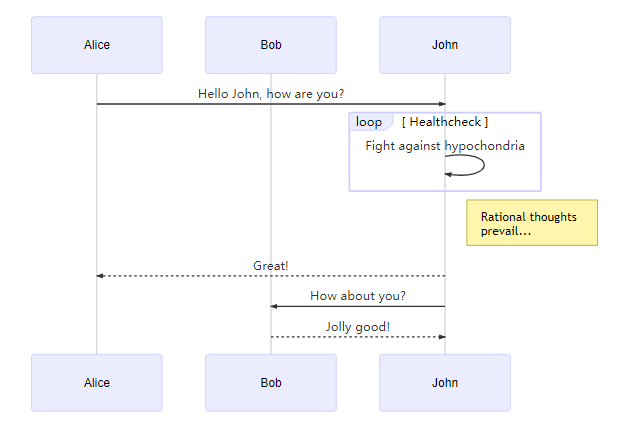 Alice Bob John
Hello John, how are you?
loop [ Healthcheck ]
Fight against hypochondria
Rational thoughts
prevail...
Great!
How about you?
Jolly good!
Alice Bob John